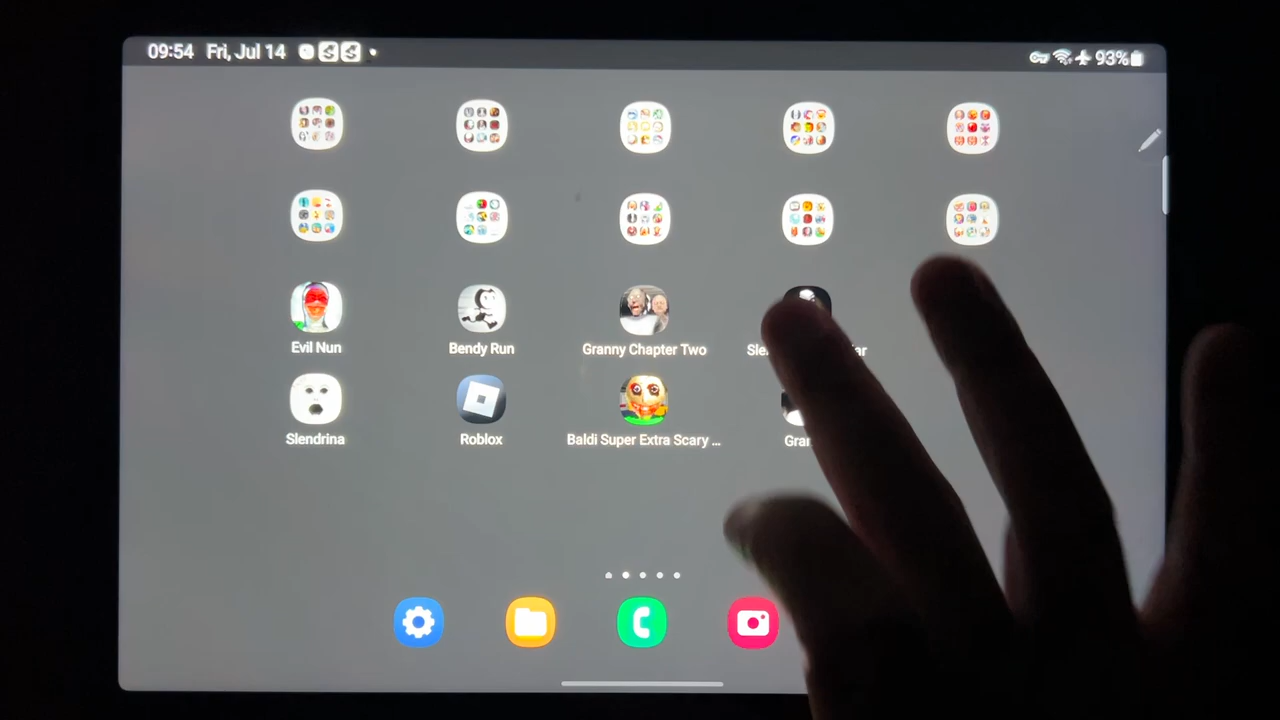 09:54 Fri, Jul 14 93%
Evil Nun
Bendy Run
Granny Chapter Two
Slendrina
Roblox
Baldi Super Extra Scary ...